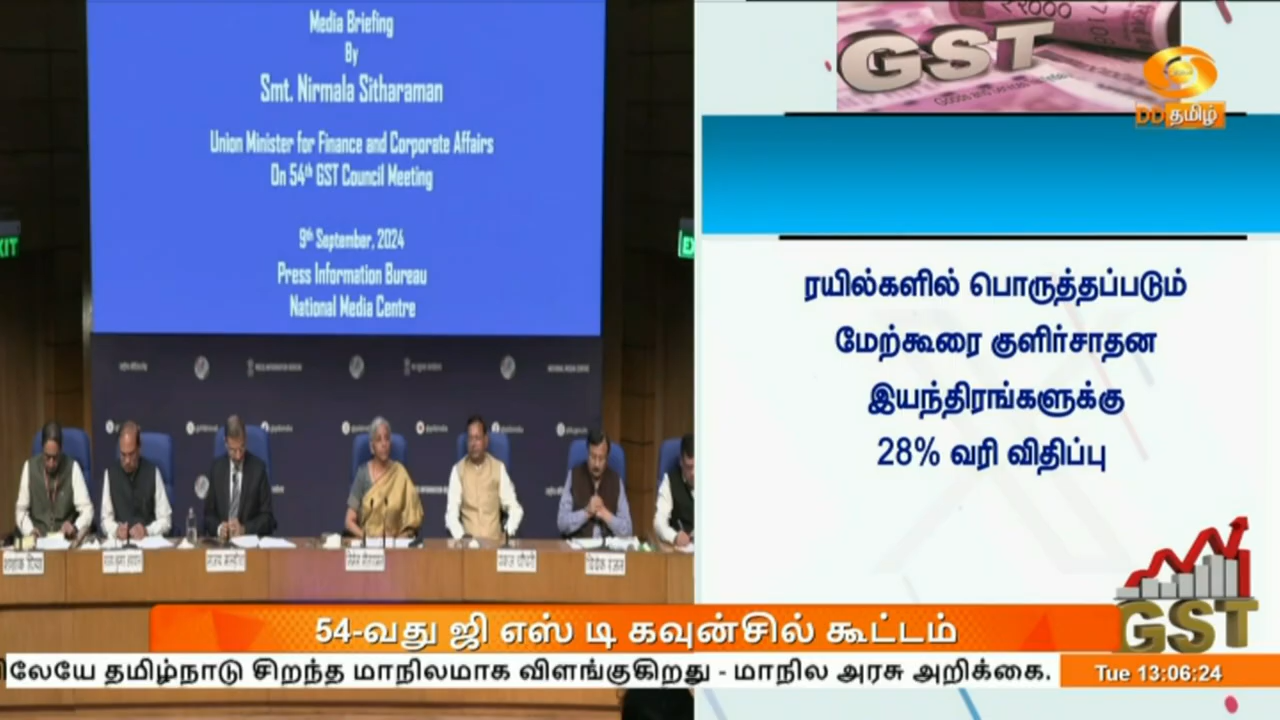 Media Briefing
By
Smt. Nirmala Sitharaman
Union Minister for Finance and Corporate Affairs
On 54th GST Council Meeting
9th September, 2024
Press Information Bureau
National Media Centre
GST
DD தமிழ்
ரயில்களில் பொருத்தப்படும்
மேற்கூரை குளிர்சாதன
இயந்திரங்களுக்கு
28% வரி விதிப்பு
GST
54-வது ஜி எஸ் டி கவுன்சில் கூட்டம்
லேயே தமிழ்நாடு சிறந்த மாநிலமாக விளங்குகிறது - மாநில அரசு அறிக்கை.
Tue 13:06:24